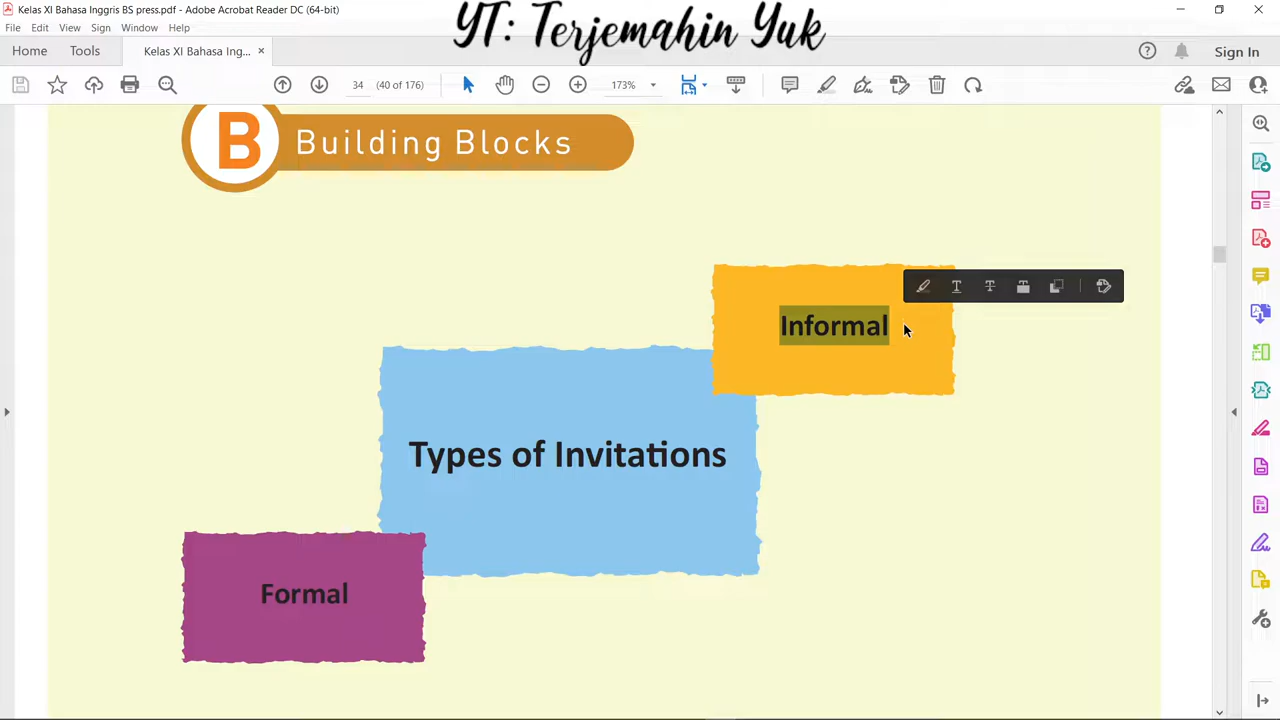 Kelas XI Bahasa Inggris BS press.pdf - Adobe Acrobat Reader DC (64-bit)
YT: Terjemahin Yuk
File Edit View Sign Window Help
Home Tools Kelas XI Bahasa Ing... ×
Sign In
34 (40 of 176) 173%
B Building Blocks
Informal
Types of Invitations
Formal